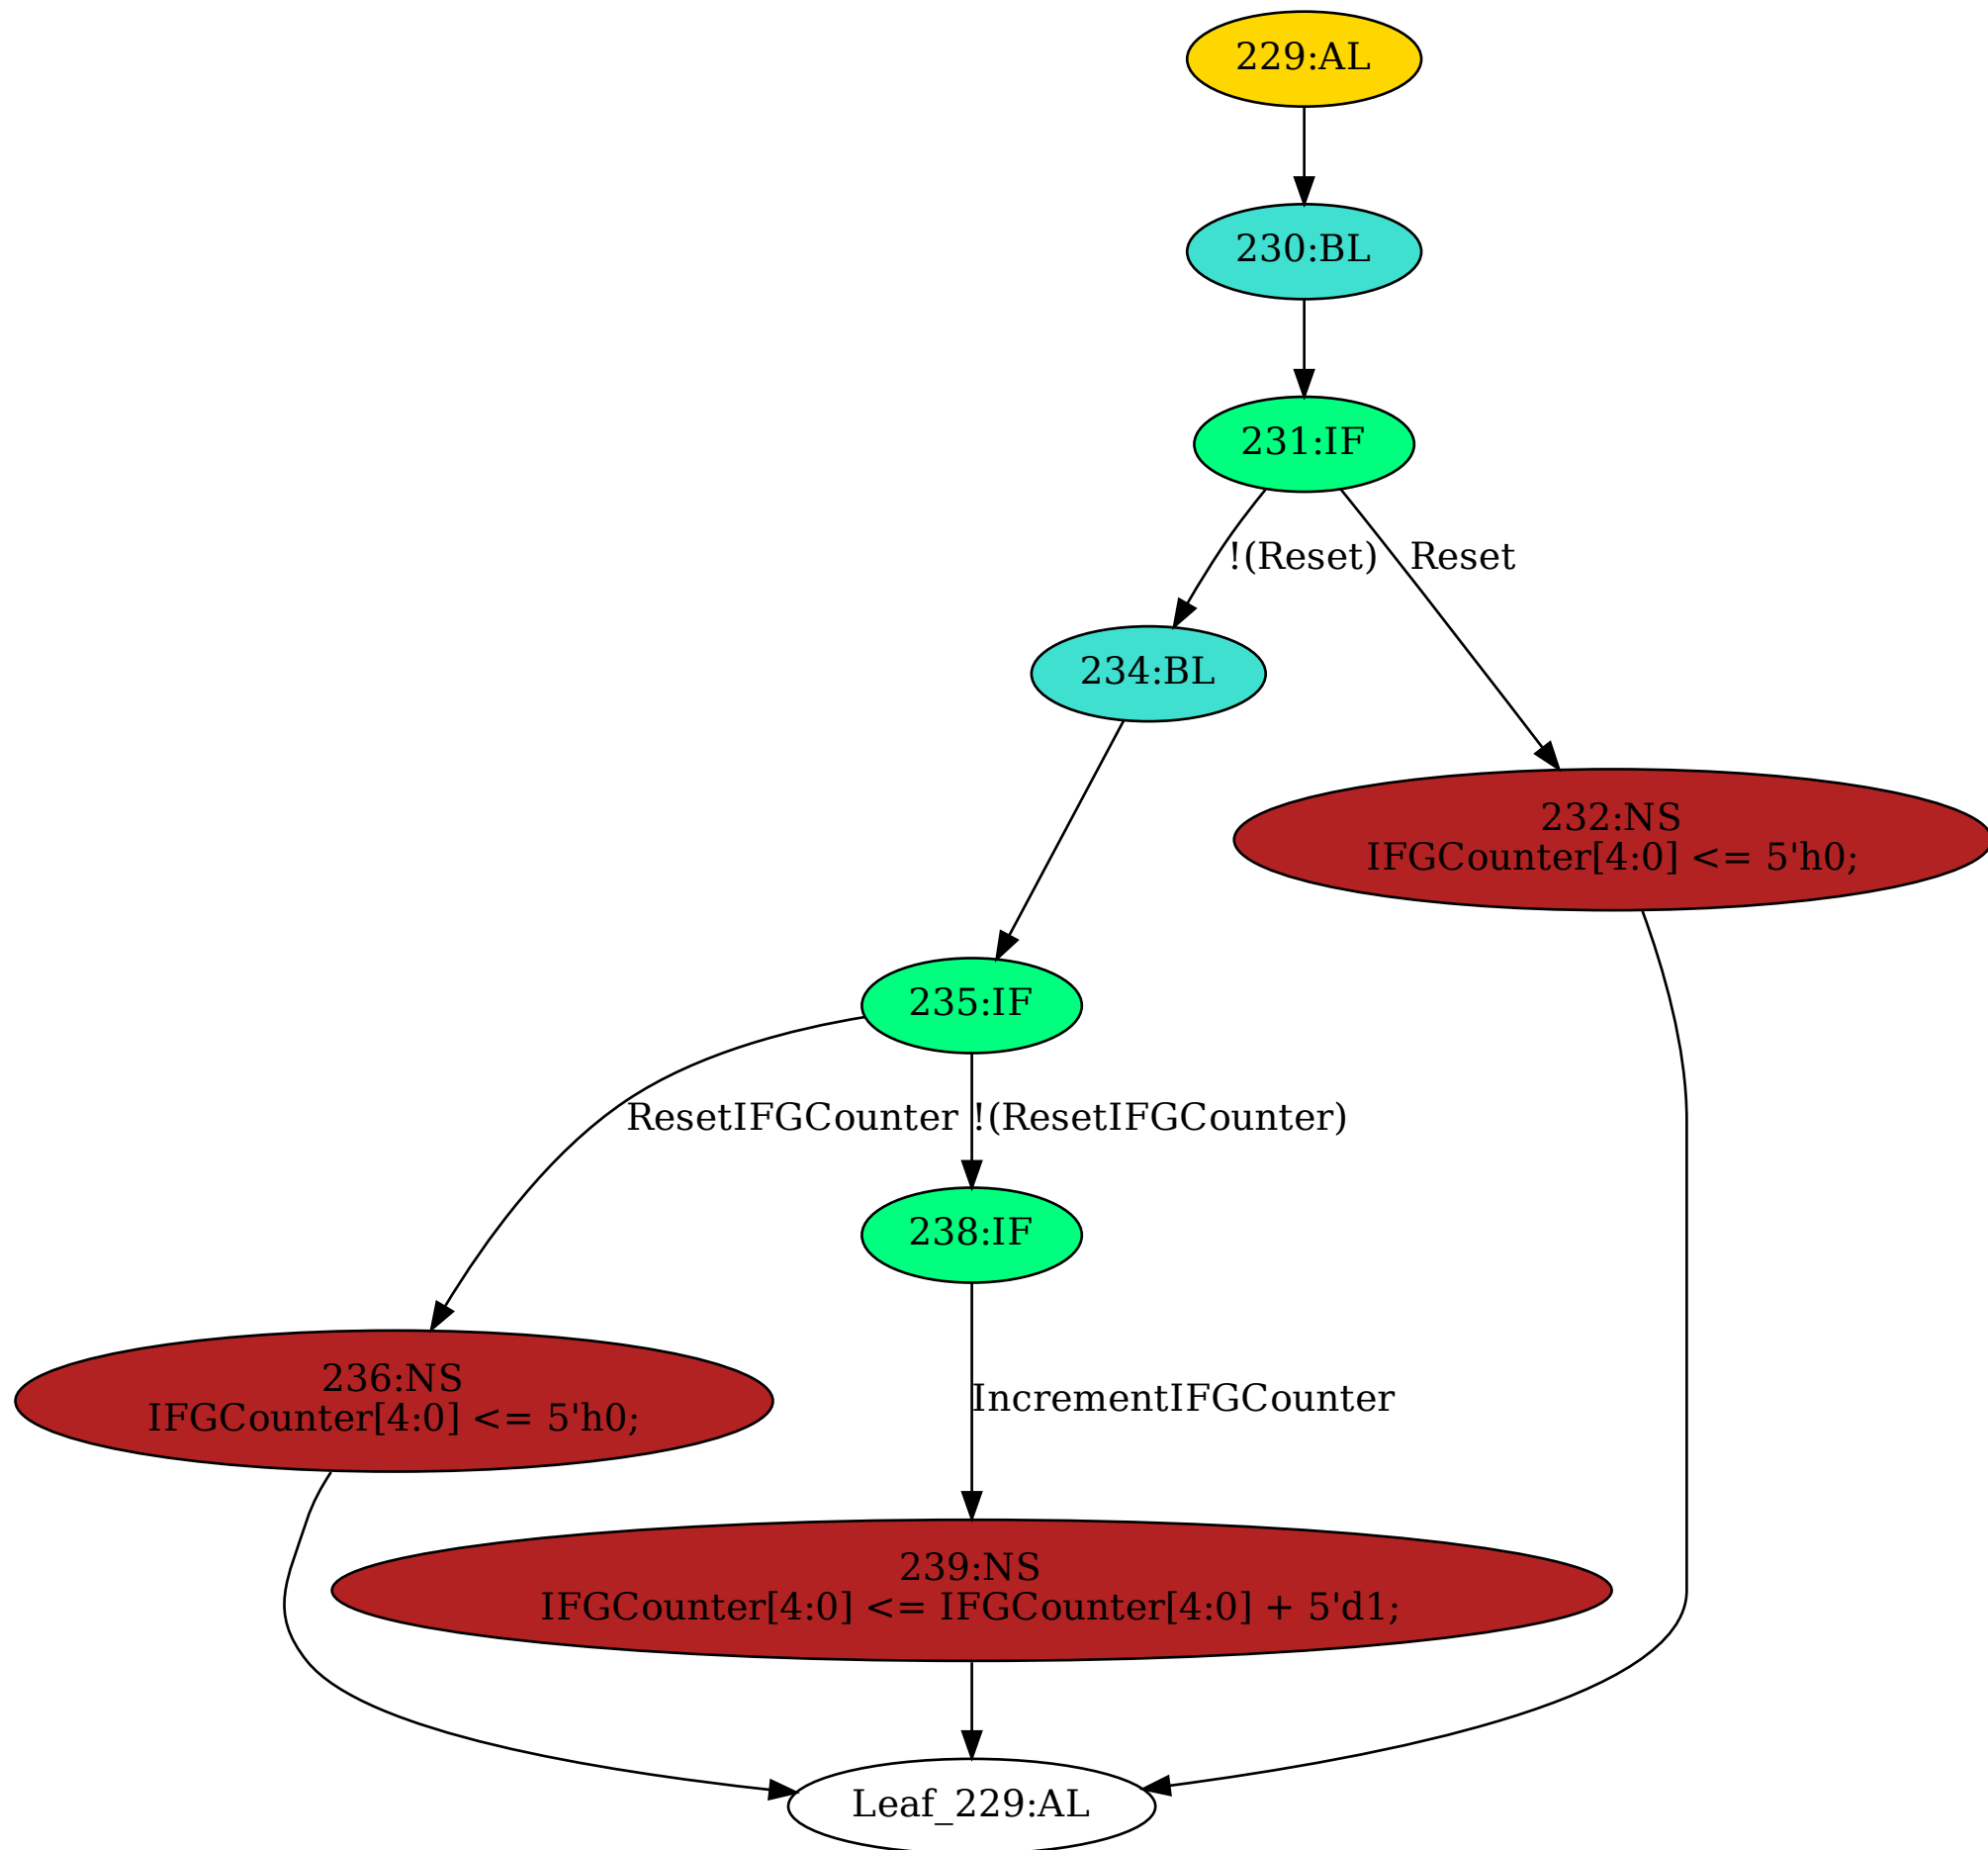 229:AL
230:BL
231:IF
!(Reset)
Reset
234:BL
232:NS
IFGCounter[4:0] <= 5'h0;
235:IF
ResetIFGCounter
!(ResetIFGCounter)
238:IF
236:NS
IFGCounter[4:0] <= 5'h0;
IncrementIFGCounter
239:NS
IFGCounter[4:0] <= IFGCounter[4:0] + 5'd1;
Leaf_229:AL